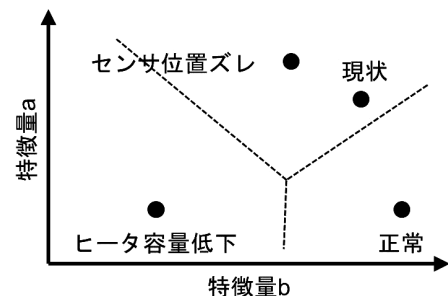 センサ位置ズレ
現状
特徴量a
ヒータ容量低下
正常
特徴量b